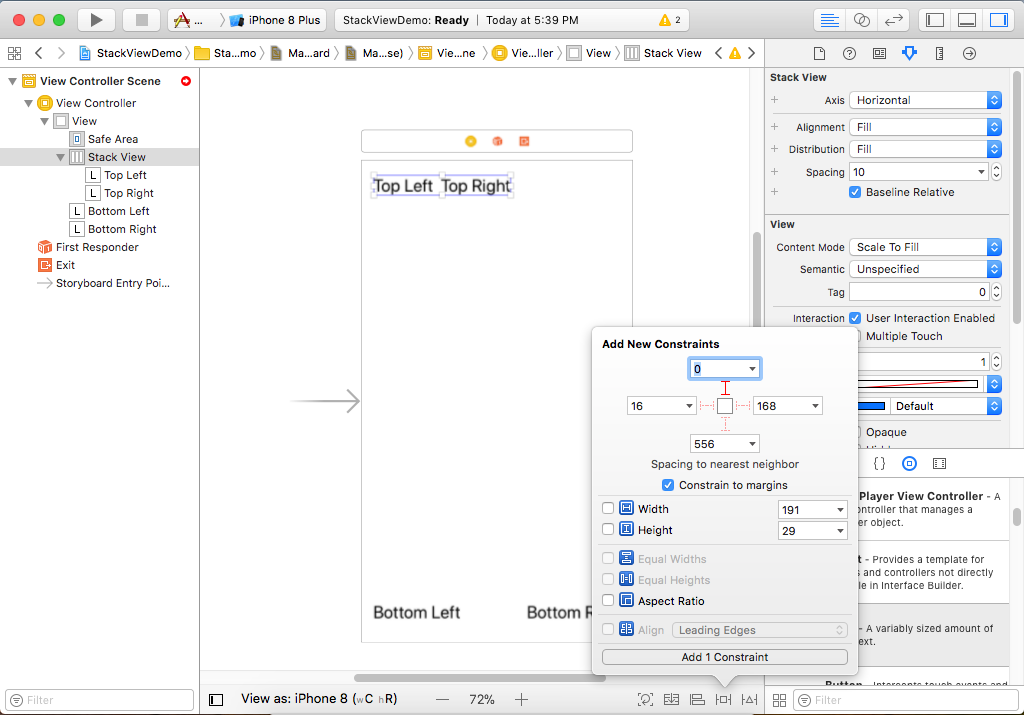 ... iPhone 8 Plus
StackViewDemo: Ready | Today at 5:39 PM 2
StackViewDemo Sta...mo Ma...ard Ma...se) Vie...ne Vie...ller View Stack View
View Controller Scene
View Controller
View
Safe Area
Stack View
L Top Left
L Top Right
L Bottom Left
L Bottom Right
First Responder
Exit
Storyboard Entry Poi...
Filter
Top Left Top Right
Bottom Left Bottom R
View as: iPhone 8 (wC hR) — 72% +
Add New Constraints
0
16 168
556
Spacing to nearest neighbor
Constrain to margins
Width 191
Height 29
Equal Widths
Equal Heights
Aspect Ratio
Align Leading Edges
Add 1 Constraint
Stack View
+ Axis Horizontal
+ Alignment Fill
+ Distribution Fill
+ Spacing 10
+ Baseline Relative
View
Content Mode Scale To Fill
Semantic Unspecified
Tag 0
Interaction User Interaction Enabled
Multiple Touch
1
Default
Opaque
{}
Player View Controller - A
ontroller that manages a
er object.
t - Provides a template for
s and controllers not directly
le in Interface Builder.
- A variably sized amount of
ext.
Button - Intercepts touch events and
Filter